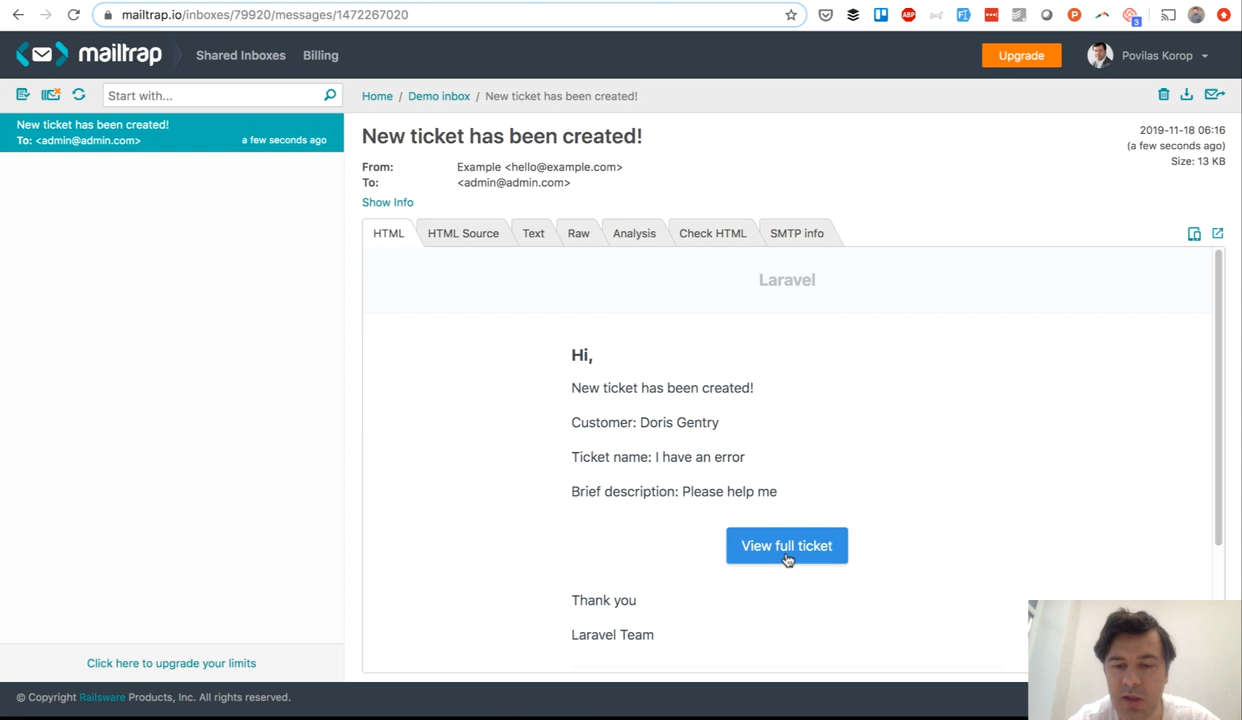 mailtrap.io/inboxes/79920/messages/1472267020
ABP
3
mailtrap
Shared Inboxes
Billing
Upgrade
Povilas Korop
Start with...
Home / Demo inbox / New ticket has been created!
New ticket has been created!
To: <admin@admin.com>
a few seconds ago
New ticket has been created!
2019-11-18 06:16
(a few seconds ago)
Size: 13 KB
From: Example <hello@example.com>
To: <admin@admin.com>
Show Info
HTML
HTML Source
Text
Raw
Analysis
Check HTML
SMTP info
Laravel
Hi,
New ticket has been created!
Customer: Doris Gentry
Ticket name: I have an error
Brief description: Please help me
View full ticket
Thank you
Laravel Team
Click here to upgrade your limits
© Copyright Railsware Products, Inc. All rights reserved.